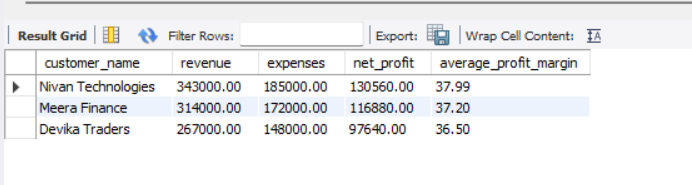 Result Grid Filter Rows: Export: Wrap Cell Content: IA
customer_name revenue expenses net_profit average_profit_margin
Nivan Technologies 343000.00 185000.00 130560.00 37.99
Meera Finance 314000.00 172000.00 116880.00 37.20
Devika Traders 267000.00 148000.00 97640.00 36.50